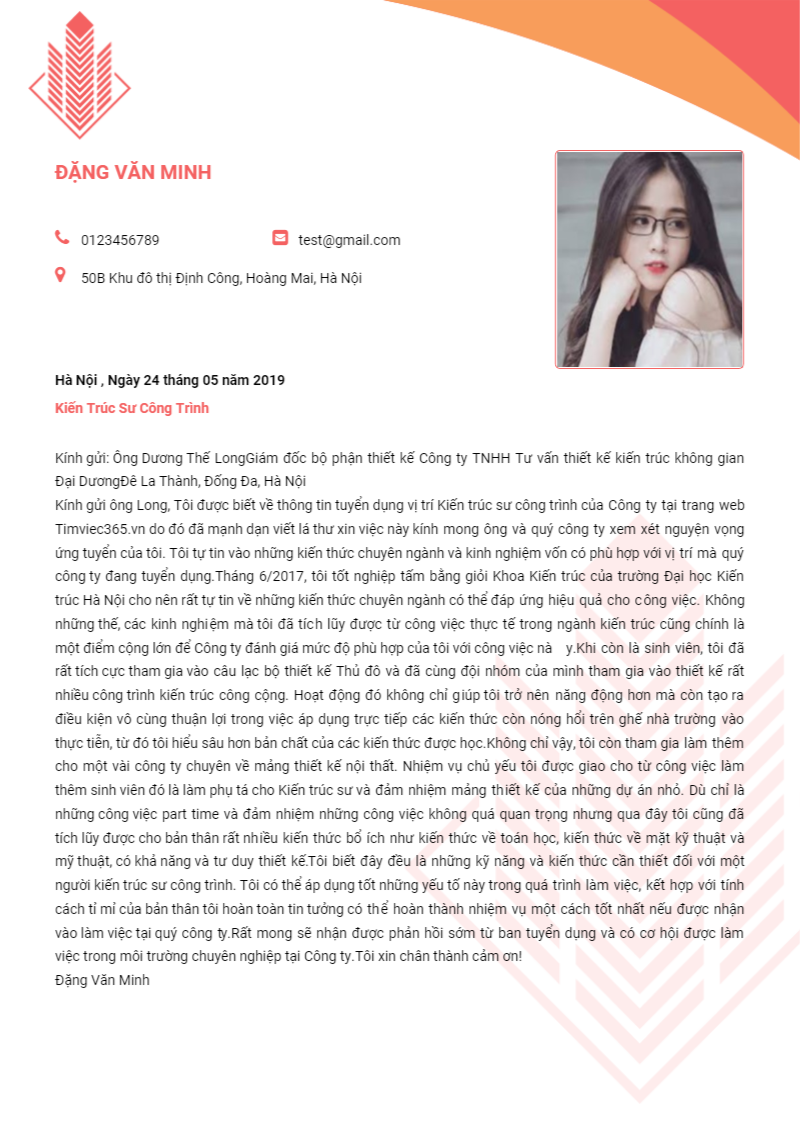 ĐẶNG VĂN MINH
0123456789 test@gmail.com
50B Khu đô thị Định Công, Hoàng Mai, Hà Nội
Hà Nội , Ngày 24 tháng 05 năm 2019
Kiến Trúc Sư Công Trình
Kính gửi: Ông Dương Thế LongGiám đốc bộ phận thiết kế Công ty TNHH Tư vấn thiết kế kiến trúc không gian
Đại DươngĐê La Thành, Đống Đa, Hà Nội
Kính gửi ông Long, Tôi được biết về thông tin tuyển dụng vị trí Kiến trúc sư công trình của Công ty tại trang web
Timviec365.vn do đó đã mạnh dạn viết lá thư xin việc này kính mong ông và quý công ty xem xét nguyện vọng
ứng tuyển của tôi. Tôi tự tin vào những kiến thức chuyên ngành và kinh nghiệm vốn có phù hợp với vị trí mà quý
công ty đang tuyển dụng.Tháng 6/2017, tôi tốt nghiệp tấm bằng giỏi Khoa Kiến trúc của trường Đại học Kiến
trúc Hà Nội cho nên rất tự tin về những kiến thức chuyên ngành có thể đáp ứng hiệu quả cho công việc. Không
những thế, các kinh nghiệm mà tôi đã tích lũy được từ công việc thực tế trong ngành kiến trúc cũng chính là
một điểm cộng lớn để Công ty đánh giá mức độ phù hợp của tôi với công việc nà y.Khi còn là sinh viên, tôi đã
rất tích cực tham gia vào câu lạc bộ thiết kế Thủ đô và đã cùng đội nhóm của mình tham gia vào thiết kế rất
nhiều công trình kiến trúc công cộng. Hoạt động đó không chỉ giúp tôi trở nên năng động hơn mà còn tạo ra
điều kiện vô cùng thuận lợi trong việc áp dụng trực tiếp các kiến thức còn nóng hổi trên ghế nhà trường vào
thực tiễn, từ đó tôi hiểu sâu hơn bản chất của các kiến thức được học.Không chỉ vậy, tôi còn tham gia làm thêm
cho một vài công ty chuyên về mảng thiết kế nội thất. Nhiệm vụ chủ yếu tôi được giao cho từ công việc làm
thêm sinh viên đó là làm phụ tá cho Kiến trúc sư và đảm nhiệm mảng thiết kế của những dự án nhỏ. Dù chỉ là
những công việc part time và đảm nhiệm những công việc không quá quan trọng nhưng qua đây tôi cũng đã
tích lũy được cho bản thân rất nhiều kiến thức bổ ích như kiến thức về toán học, kiến thức về mặt kỹ thuật và
mỹ thuật, có khả năng và tư duy thiết kế.Tôi biết đây đều là những kỹ năng và kiến thức cần thiết đối với một
người kiến trúc sư công trình. Tôi có thể áp dụng tốt những yếu tố này trong quá trình làm việc, kết hợp với tính
cách tỉ mỉ của bản thân tôi hoàn toàn tin tưởng có thể hoàn thành nhiệm vụ một cách tốt nhất nếu được nhận
vào làm việc tại quý công ty.Rất mong sẽ nhận được phản hồi sớm từ ban tuyển dụng và có cơ hội được làm
việc trong môi trường chuyên nghiệp tại Công ty.Tôi xin chân thành cảm ơn!
Đặng Văn Minh